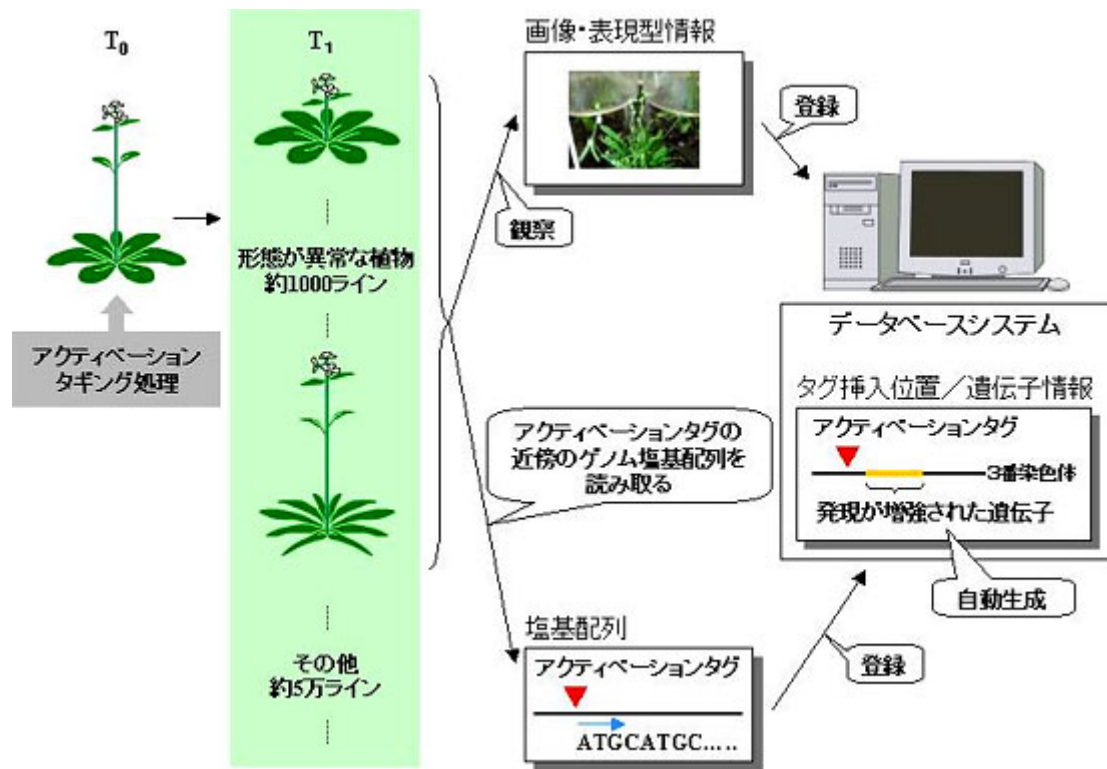 T0
アクティベーション
タギング処理
T1
形態が異常な植物
約1000ライン
その他
約5万ライン
画像・表現型情報
観察
登録
データベースシステム
タグ挿入位置／遺伝子情報
アクティベーションタグ
3番染色体
発現が増強された遺伝子
自動生成
アクティベーションタグの
近傍のゲノム塩基配列を
読み取る
塩基配列
アクティベーションタグ
ATGCATGC.....
登録